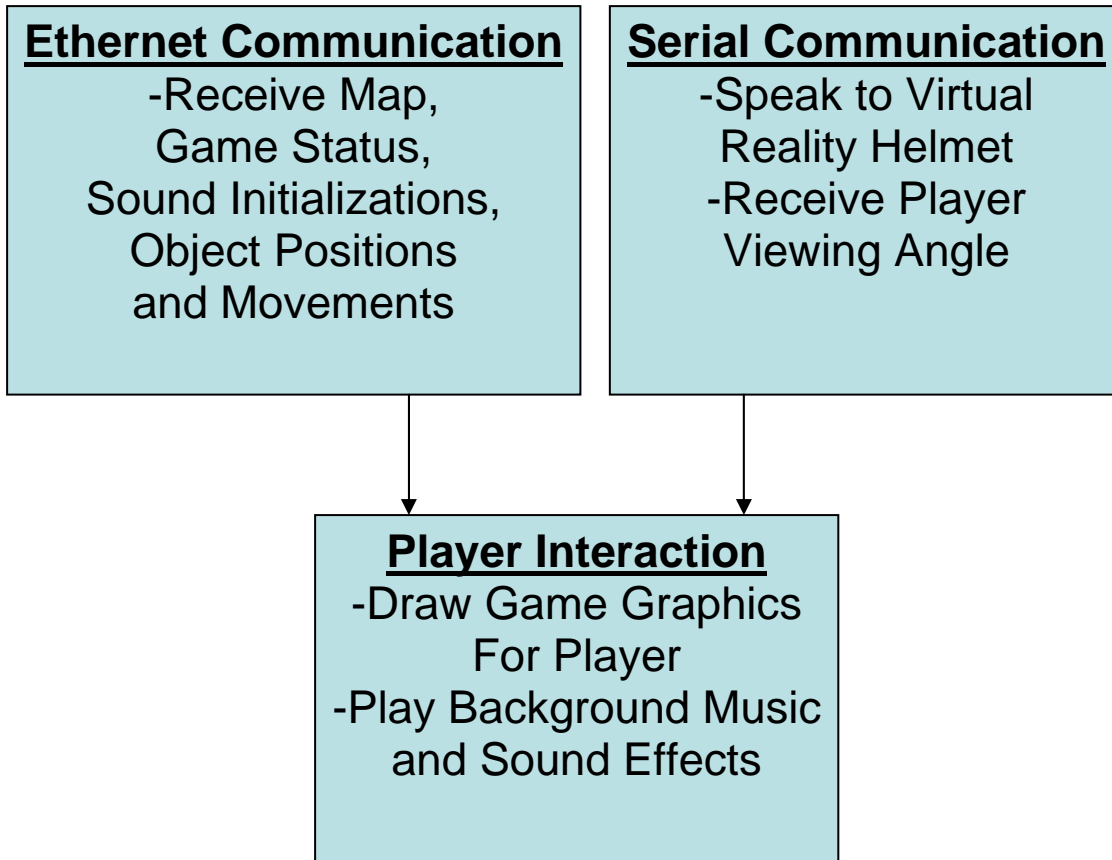 Ethernet Communication
-Receive Map,
Game Status,
Sound Initializations,
Object Positions
and Movements
Serial Communication
-Speak to Virtual
Reality Helmet
-Receive Player
Viewing Angle
Player Interaction
-Draw Game Graphics
For Player
-Play Background Music
and Sound Effects